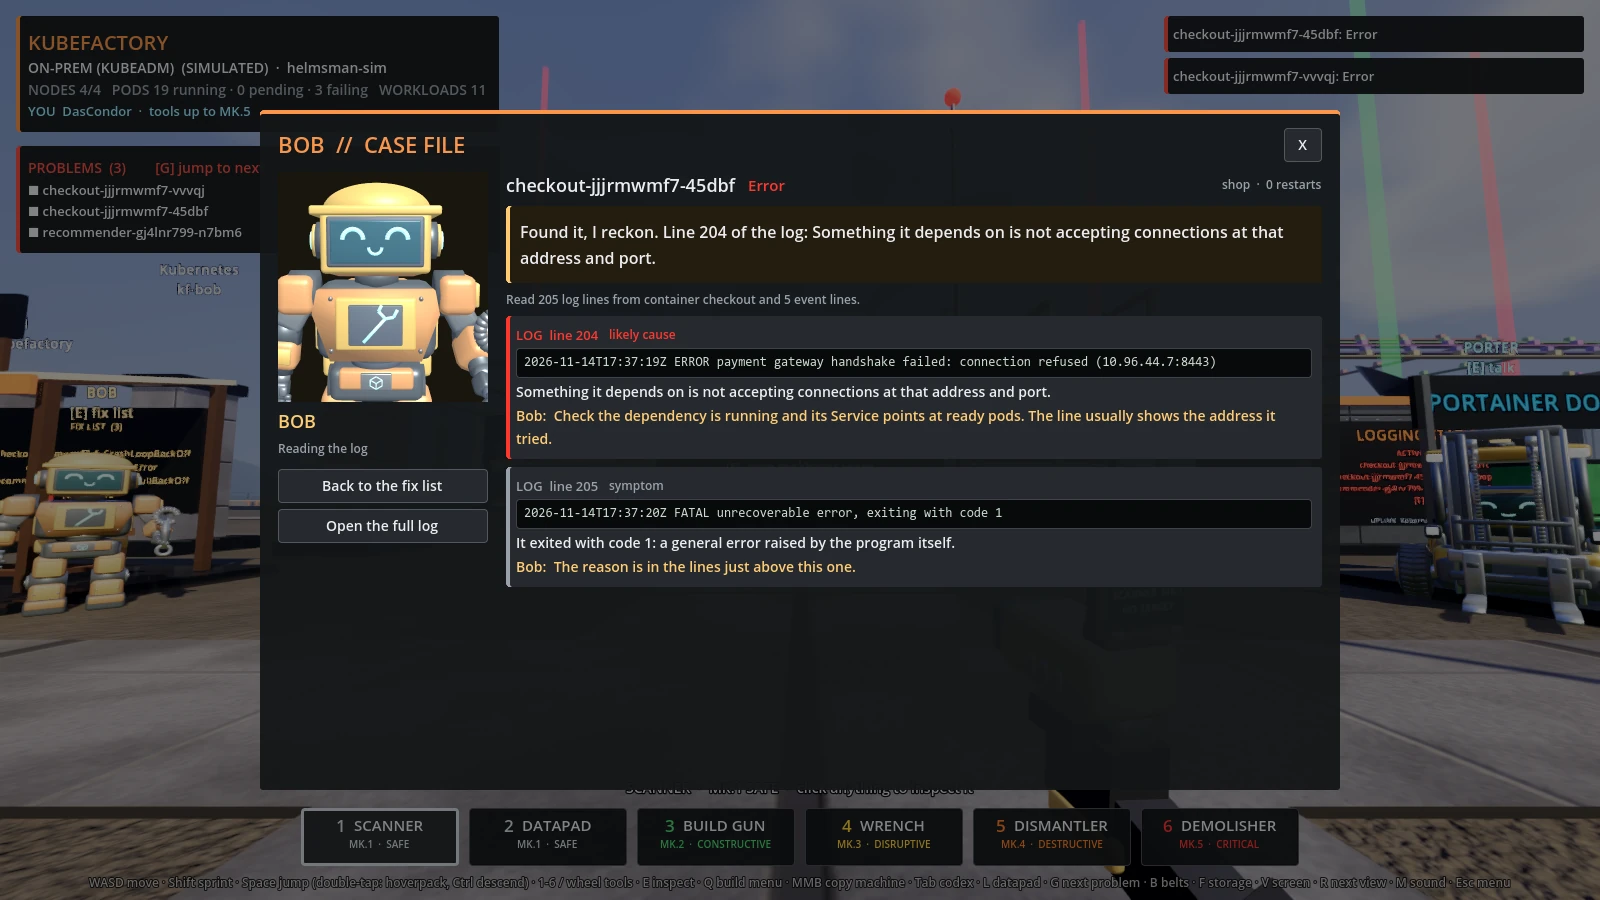 KUBEFACTORY
ON-PREM (KUBEADM) (SIMULATED) · helmsman-sim
NODES 4/4 PODS 19 running · 0 pending · 3 failing WORKLOADS 11
YOU DasCondor · tools up to MK.5
checkout-jjjrmwmf7-45dbf: Error
checkout-jjjrmwmf7-vvvqj: Error
PROBLEMS (3) [G] jump to
checkout-jjjrmwmf7-vvvqj
checkout-jjjrmwmf7-45dbf
recommender-gj4lnr799-n7bm6
BOB // CASE FILE
X
checkout-jjjrmwmf7-45dbf Error
shop · 0 restarts
Found it, I reckon. Line 204 of the log: Something it depends on is not accepting connections at that
address and port.
Read 205 log lines from container checkout and 5 event lines.
LOG line 204 likely cause
2026-11-14T17:37:19Z ERROR payment gateway handshake failed: connection refused (10.96.44.7:8443)
Something it depends on is not accepting connections at that address and port.
Bob: Check the dependency is running and its Service points at ready pods. The line usually shows the address it
tried.
LOG line 205 symptom
2026-11-14T17:37:20Z FATAL unrecoverable error, exiting with code 1
It exited with code 1: a general error raised by the program itself.
Bob: The reason is in the lines just above this one.
BOB
Reading the log
Back to the fix list
Open the full log
Kubernetes
kf-bob
BOB
[E] fix list
FIX LIST (3)
PORTER
[E] talk
PORTAINER DO
LOGGING
1 SCANNER
MK.1 · SAFE
2 DATAPAD
MK.1 · SAFE
3 BUILD GUN
MK.2 · CONSTRUCTIVE
4 WRENCH
MK.3 · DISRUPTIVE
5 DISMANTLER
MK.4 · DESTRUCTIVE
6 DEMOLISHER
MK.5 · CRITICAL
WASD move · Shift sprint · Space jump (double-tap: hoverpack, Ctrl descend) · 1-6 / wheel tools · E inspect · Q build menu · MMB copy machine · Tab codex · L datapad · G next problem · B belts · F storage · V screen · R next view · M sound · Esc menu